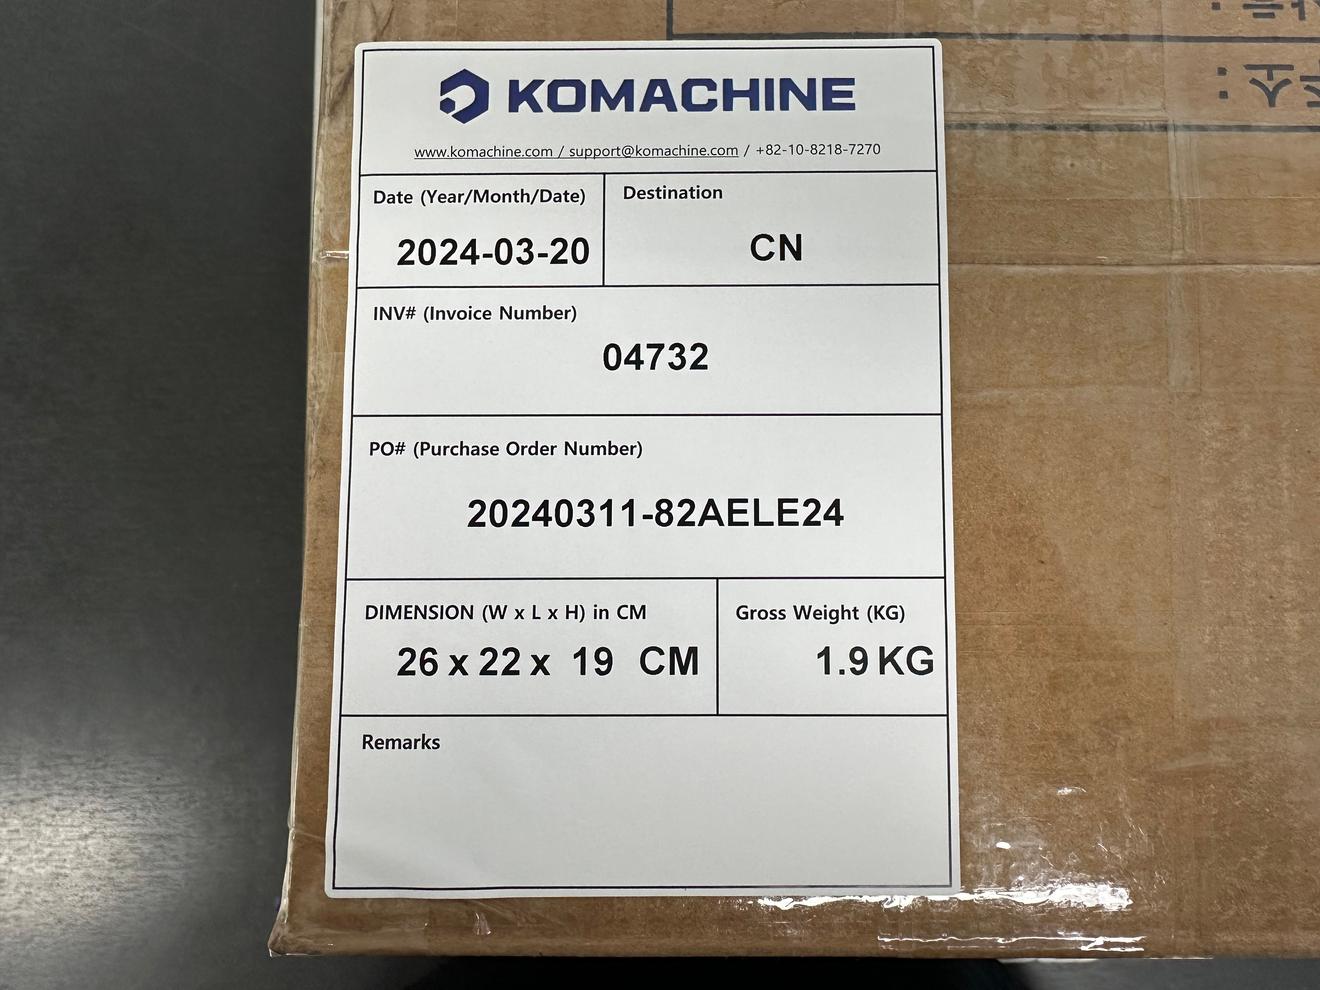 KOMACHINE
www.komachine.com / support@komachine.com / +82-10-8218-7270
Date (Year/Month/Date)
2024-03-20
Destination
CN
INV# (Invoice Number)
04732
PO# (Purchase Order Number)
20240311-82AELE24
DIMENSION (W x L x H) in CM
26 x 22 x 19 CM
Gross Weight (KG)
1.9 KG
Remarks